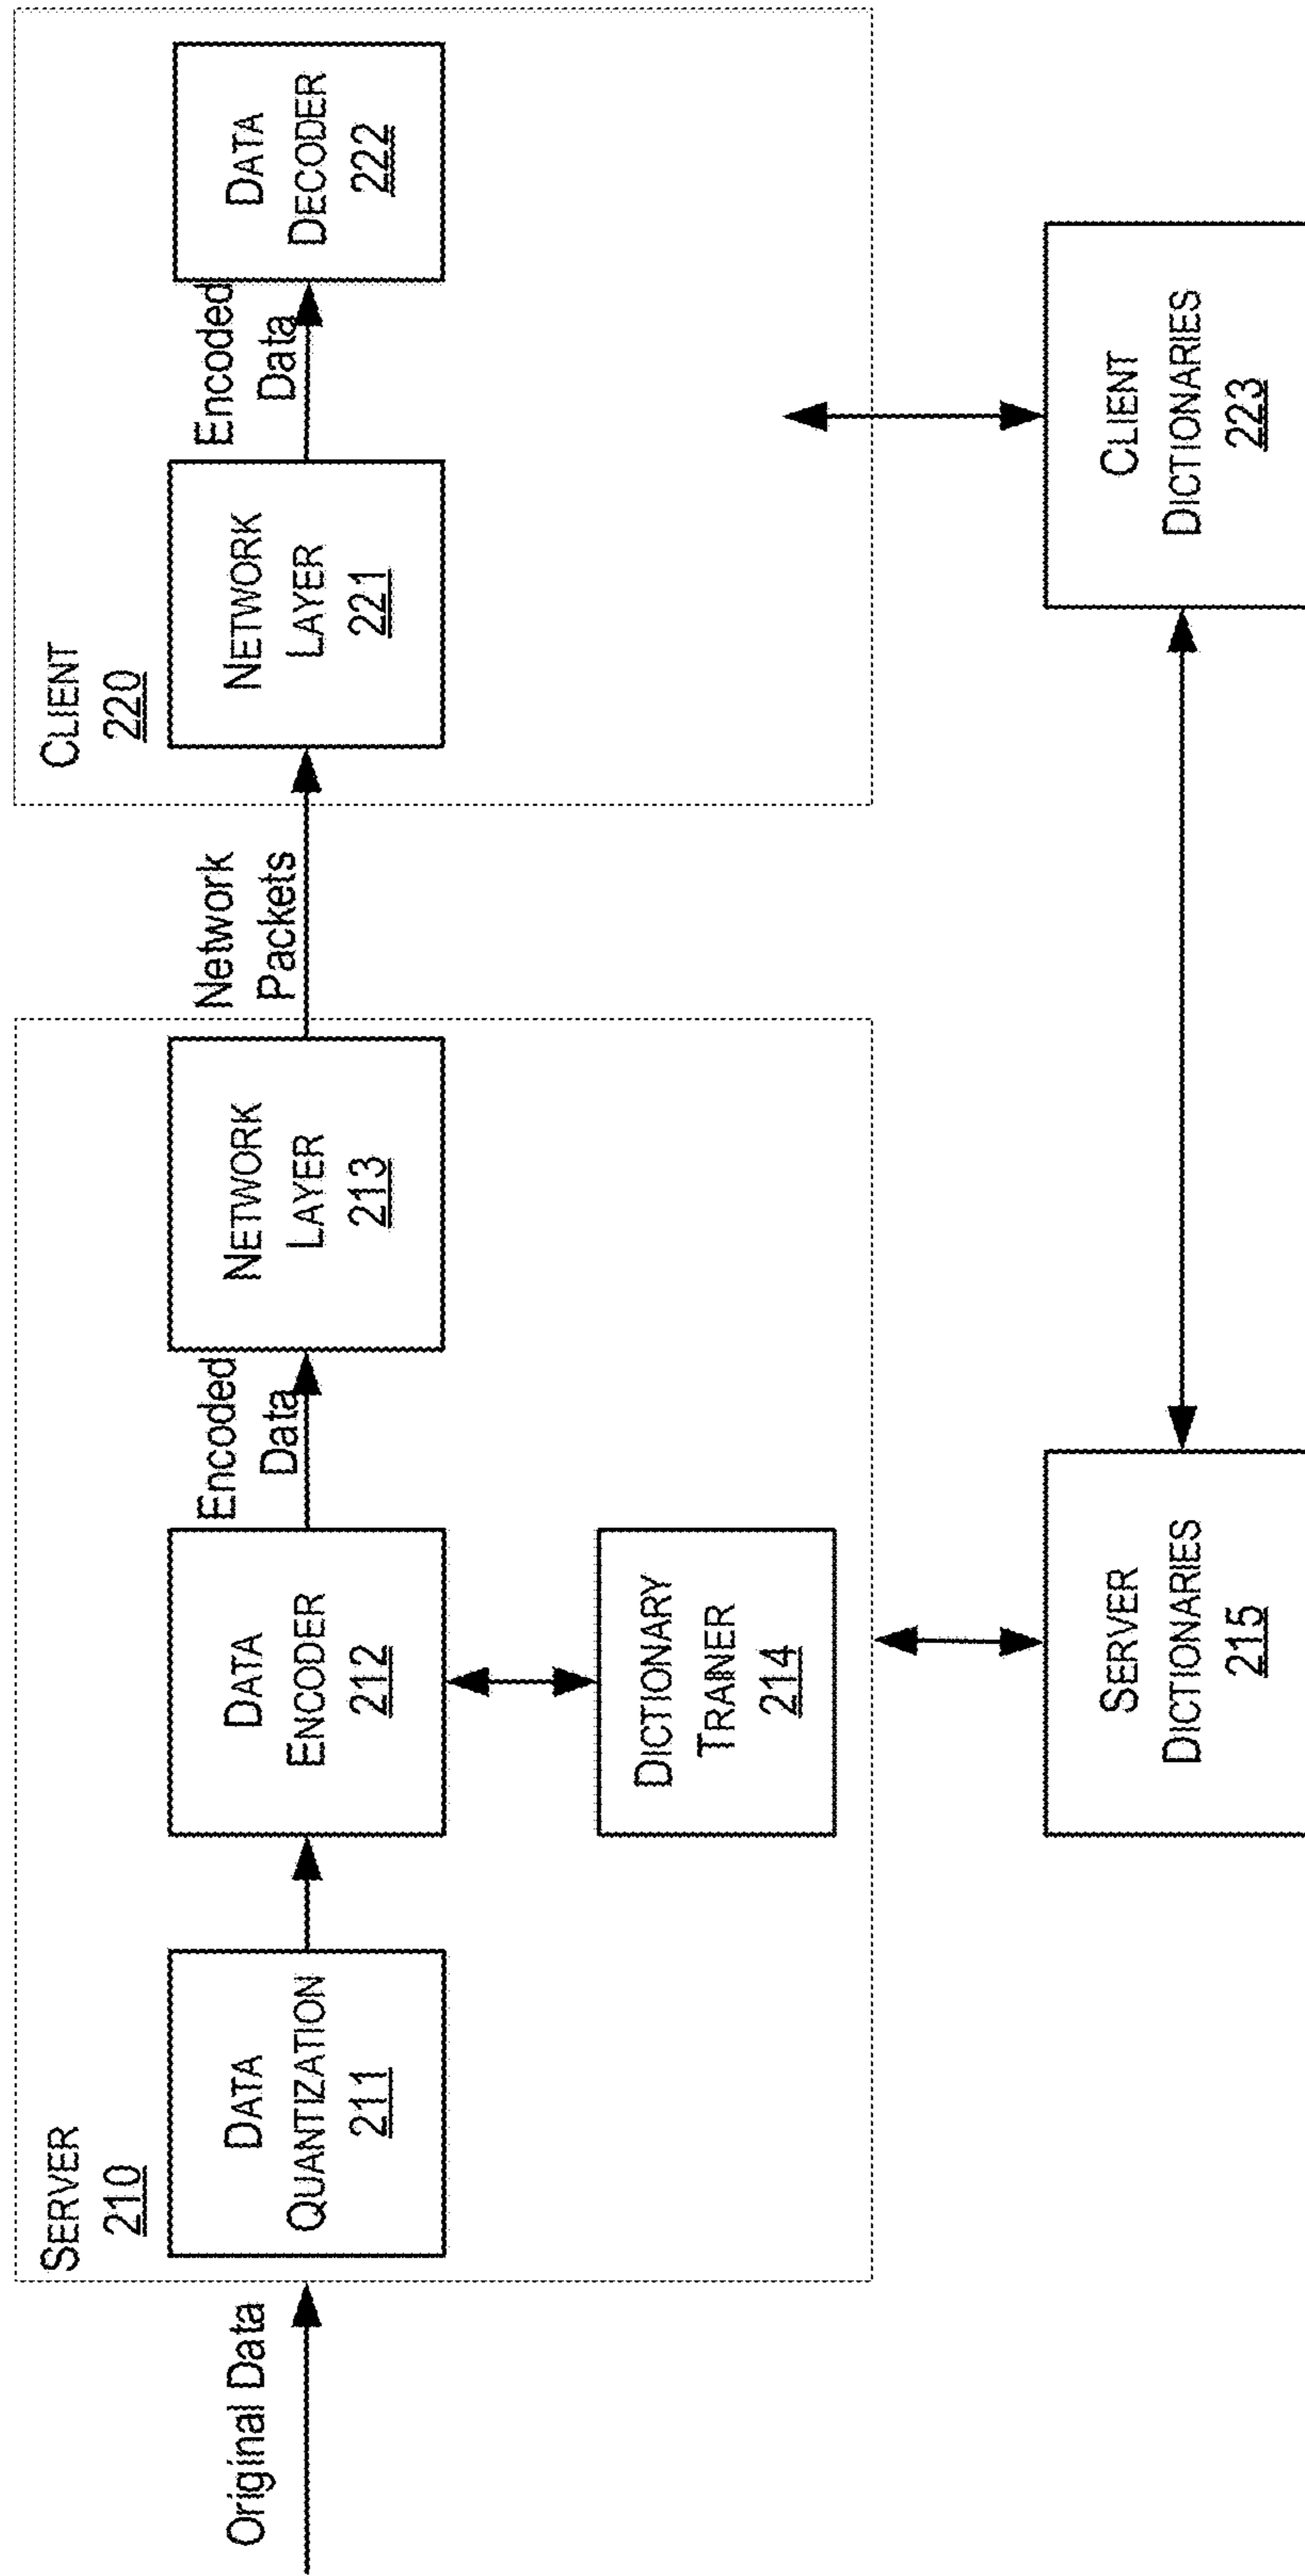 Original Data
SERVER
210
DATA
QUANTIZATION
211
DATA
ENCODER
212
Encoded
Data
NETWORK
LAYER
213
DICTIONARY
TRAINER
214
Network
Packets
CLIENT
220
NETWORK
LAYER
221
Encoded
Data
DATA
DECODER
222
SERVER
DICTIONARIES
215
CLIENT
DICTIONARIES
223